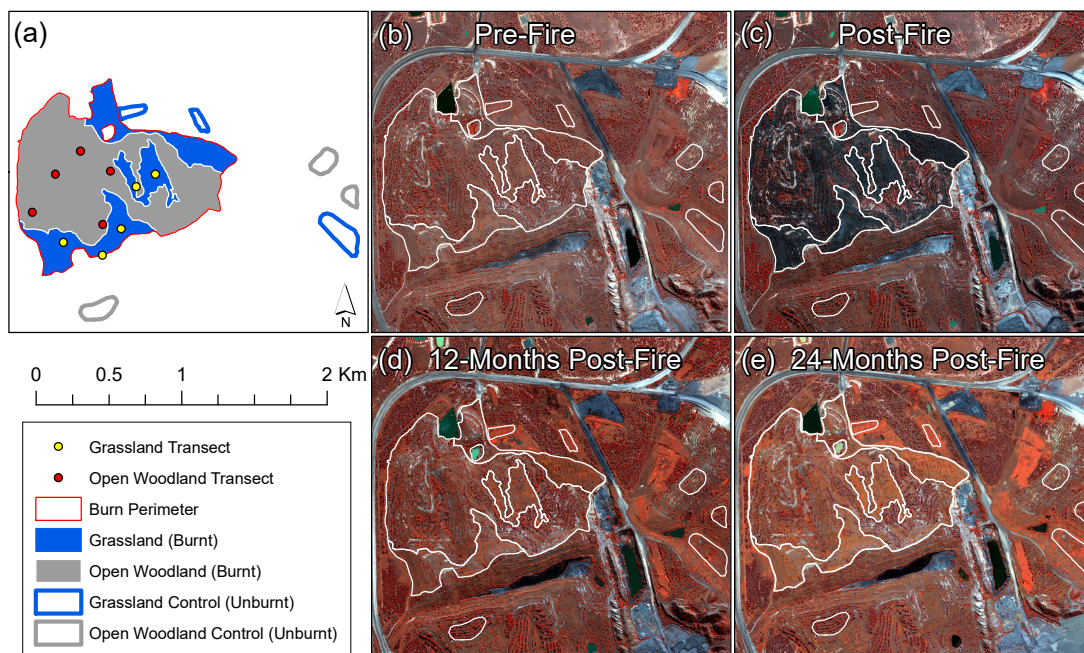 (a)
N
(b) Pre-Fire
(c) Post-Fire
(d) 12-Months Post-Fire
(e) 24-Months Post-Fire
0 0.5 1 2 Km
Grassland Transect
Open Woodland Transect
Burn Perimeter
Grassland (Burnt)
Open Woodland (Burnt)
Grassland Control (Unburnt)
Open Woodland Control (Unburnt)